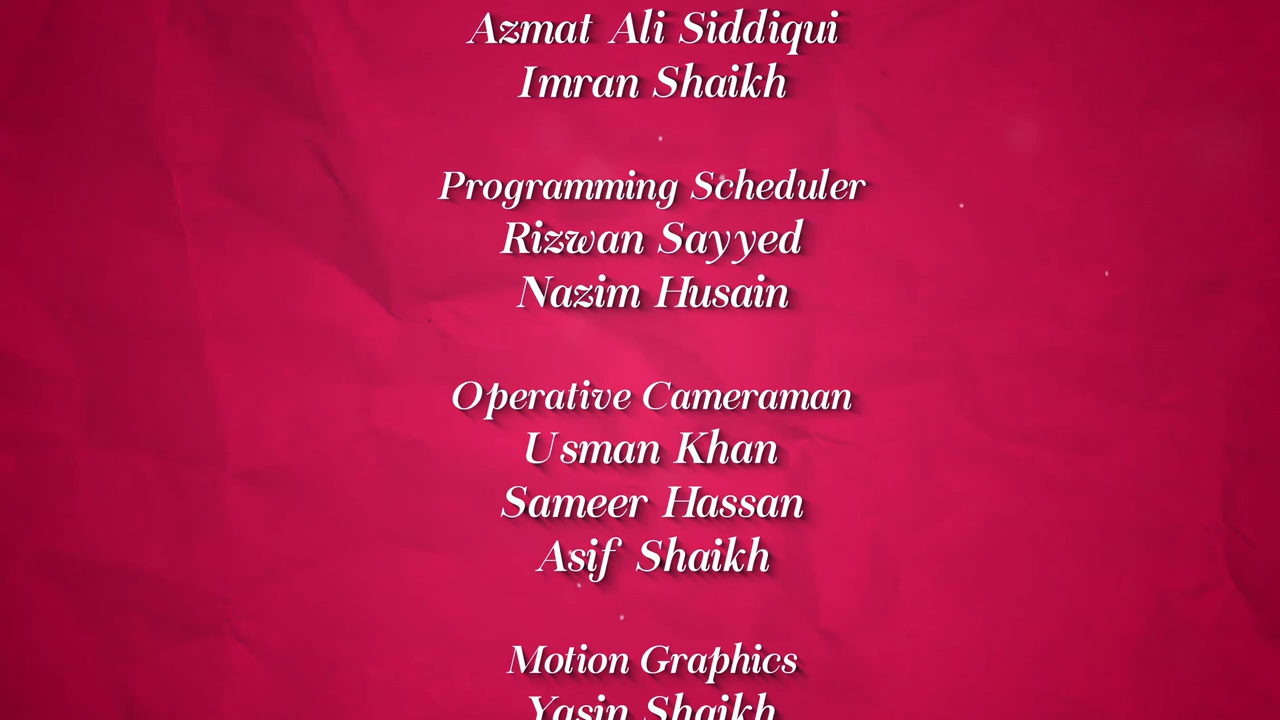 Azmat Ali Siddiqui
Imran Shaikh
Programming Scheduler
Rizwan Sayyed
Nazim Husain
Operative Cameraman
Usman Khan
Sameer Hassan
Asif Shaikh
Motion Graphics
Yasin Shaikh